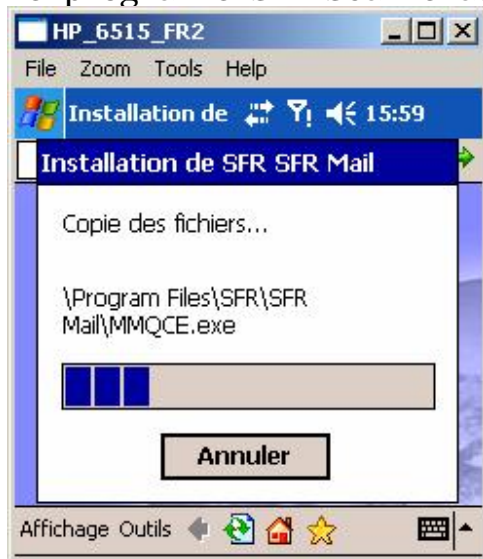 HP_6515_FR2
File Zoom Tools Help
Installation de 15:59
Installation de SFR SFR Mail
Copie des fichiers...
\Program Files\SFR\SFR
Mail\MMQCE.exe
Annuler
Affichage Outils